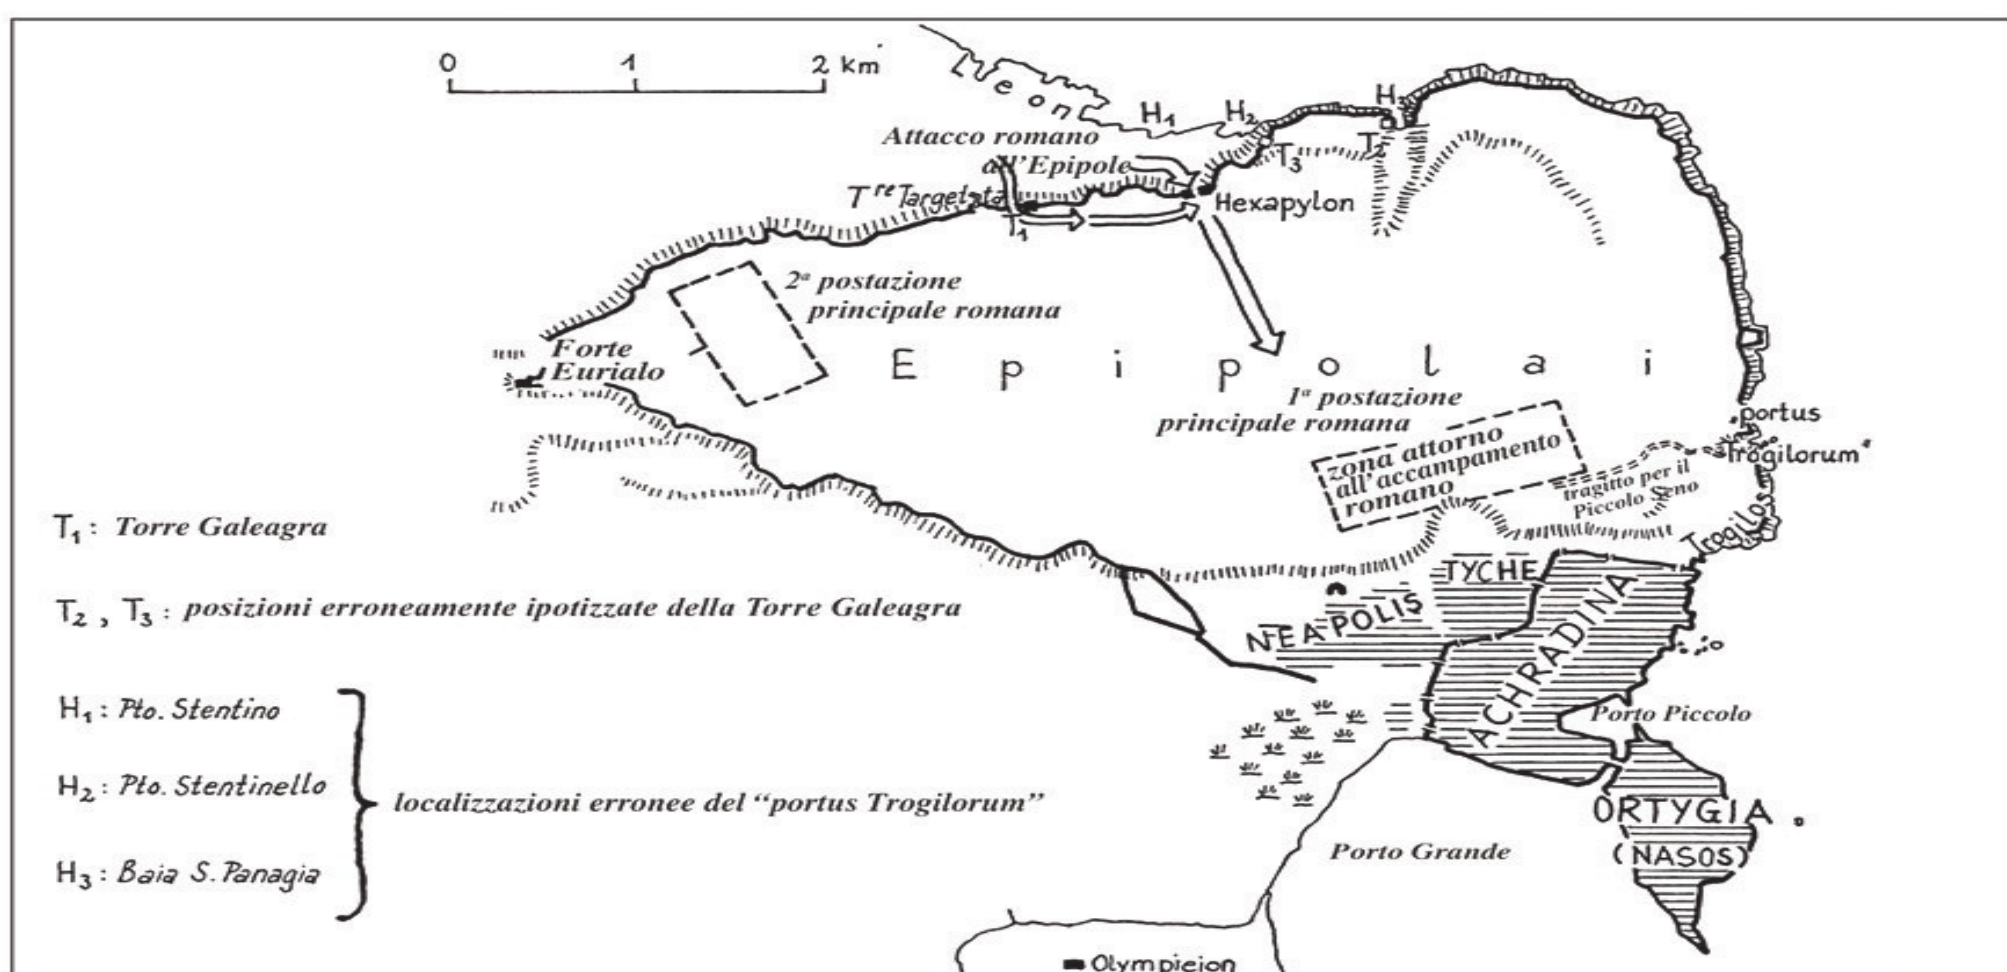 0 1 2 km
Leon
H1 H2 H3
Attacco romano
all'Epipole
T2
T3
Tre Targetta
T1
Hexapylon
2a postazione
principale romana
Forte
Eurialo
Epipolai
1a postazione
principale romana
zona attorno
all'accampamento
romano
"portus
Trogilorum"
tragitto per il
Piccolo Seno
Trogilos
T1: Torre Galeagra
T2, T3: posizioni erroneamente ipotizzate della Torre Galeagra
TYCHE
NEAPOLIS
ACHRADINA
H1: Pto. Stentino
H2: Pto. Stentinello
H3: Baia S. Panagia
localizzazioni erronee del "portus Trogilorum"
Porto Piccolo
ORTYGIA
(NASOS)
Porto Grande
Olympieion